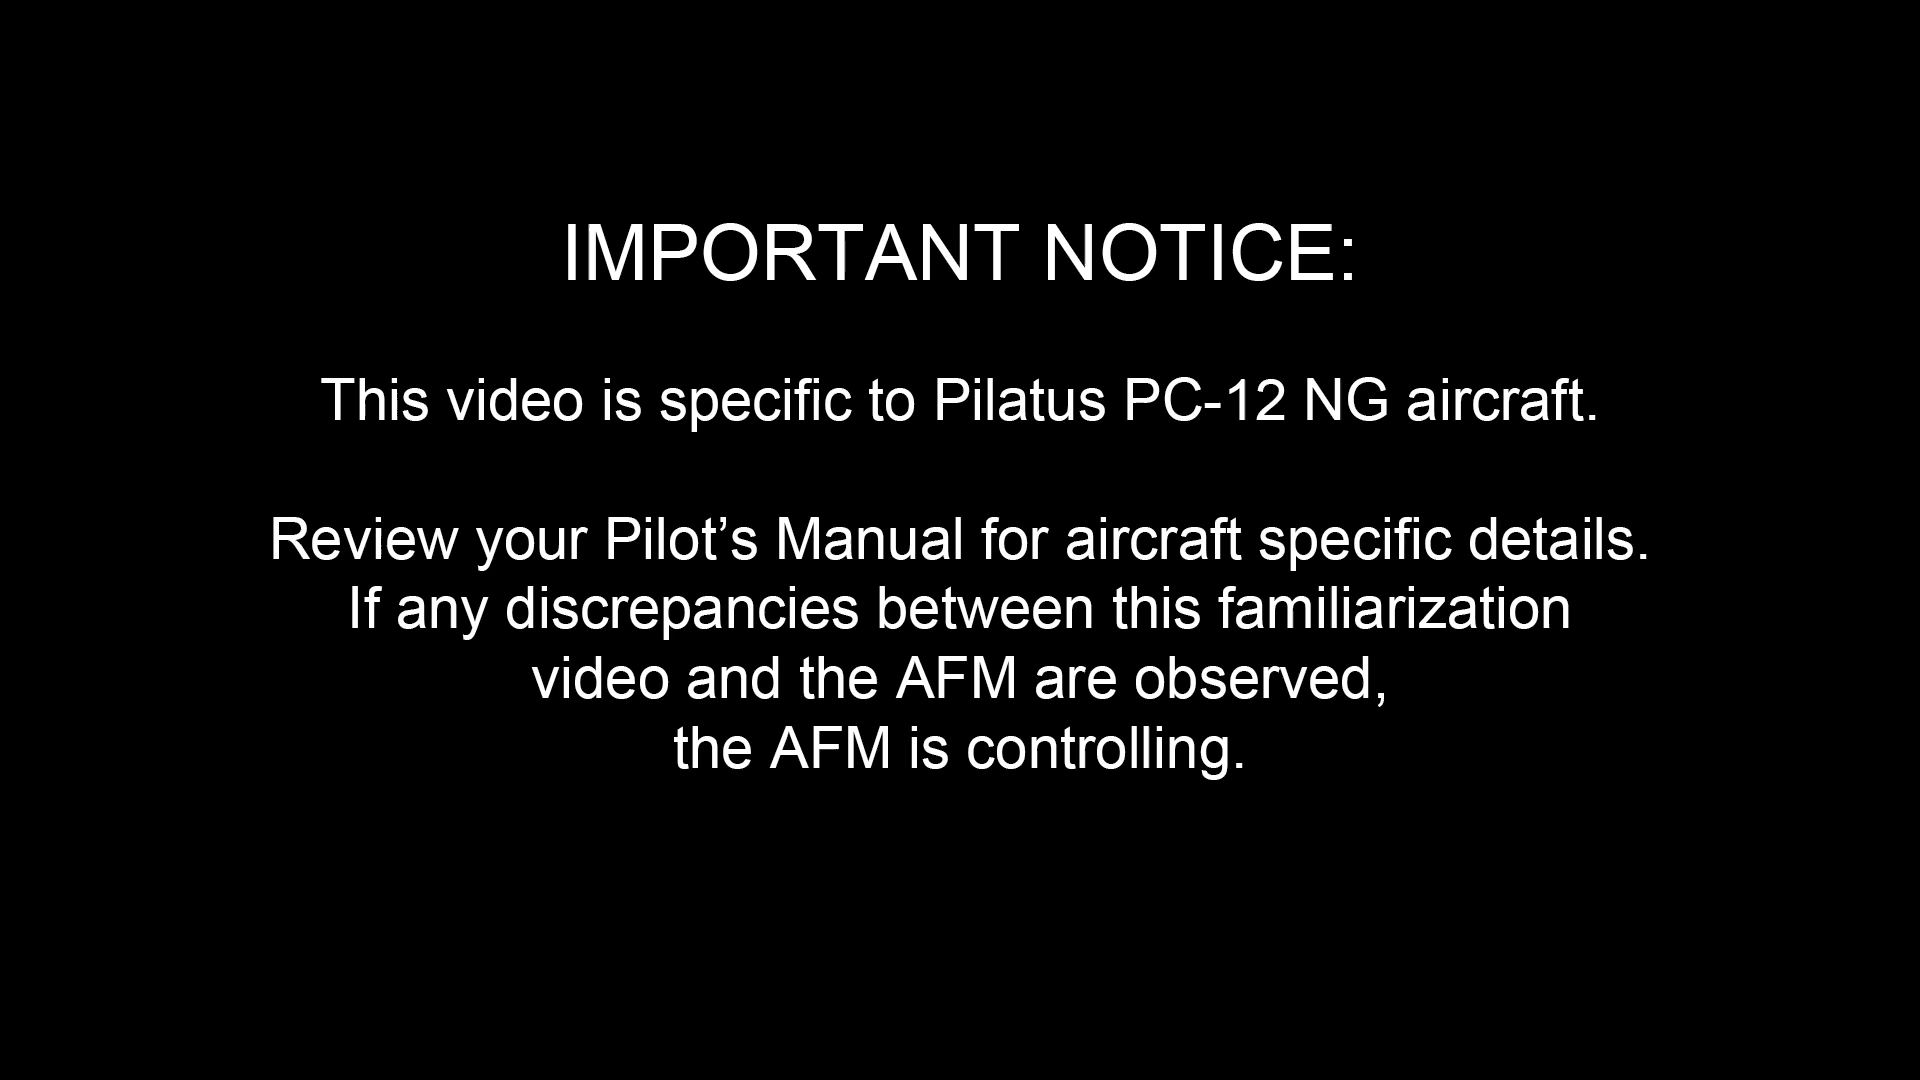 IMPORTANT NOTICE:
This video is specific to Pilatus PC-12 NG aircraft.
Review your Pilot’s Manual for aircraft specific details.
If any discrepancies between this familiarization
video and the AFM are observed,
the AFM is controlling.